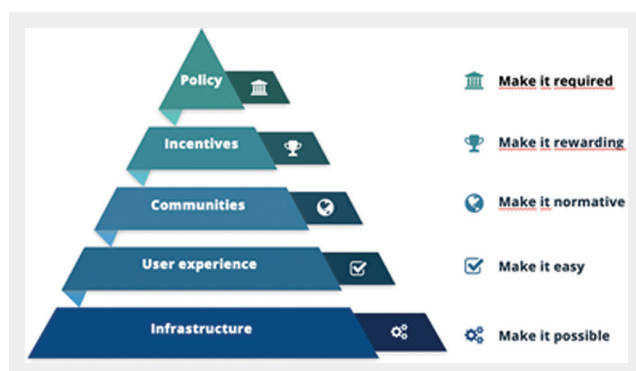 Policy
Make it required
Incentives
Make it rewarding
Communities
Make it normative
User experience
Make it easy
Infrastructure
Make it possible